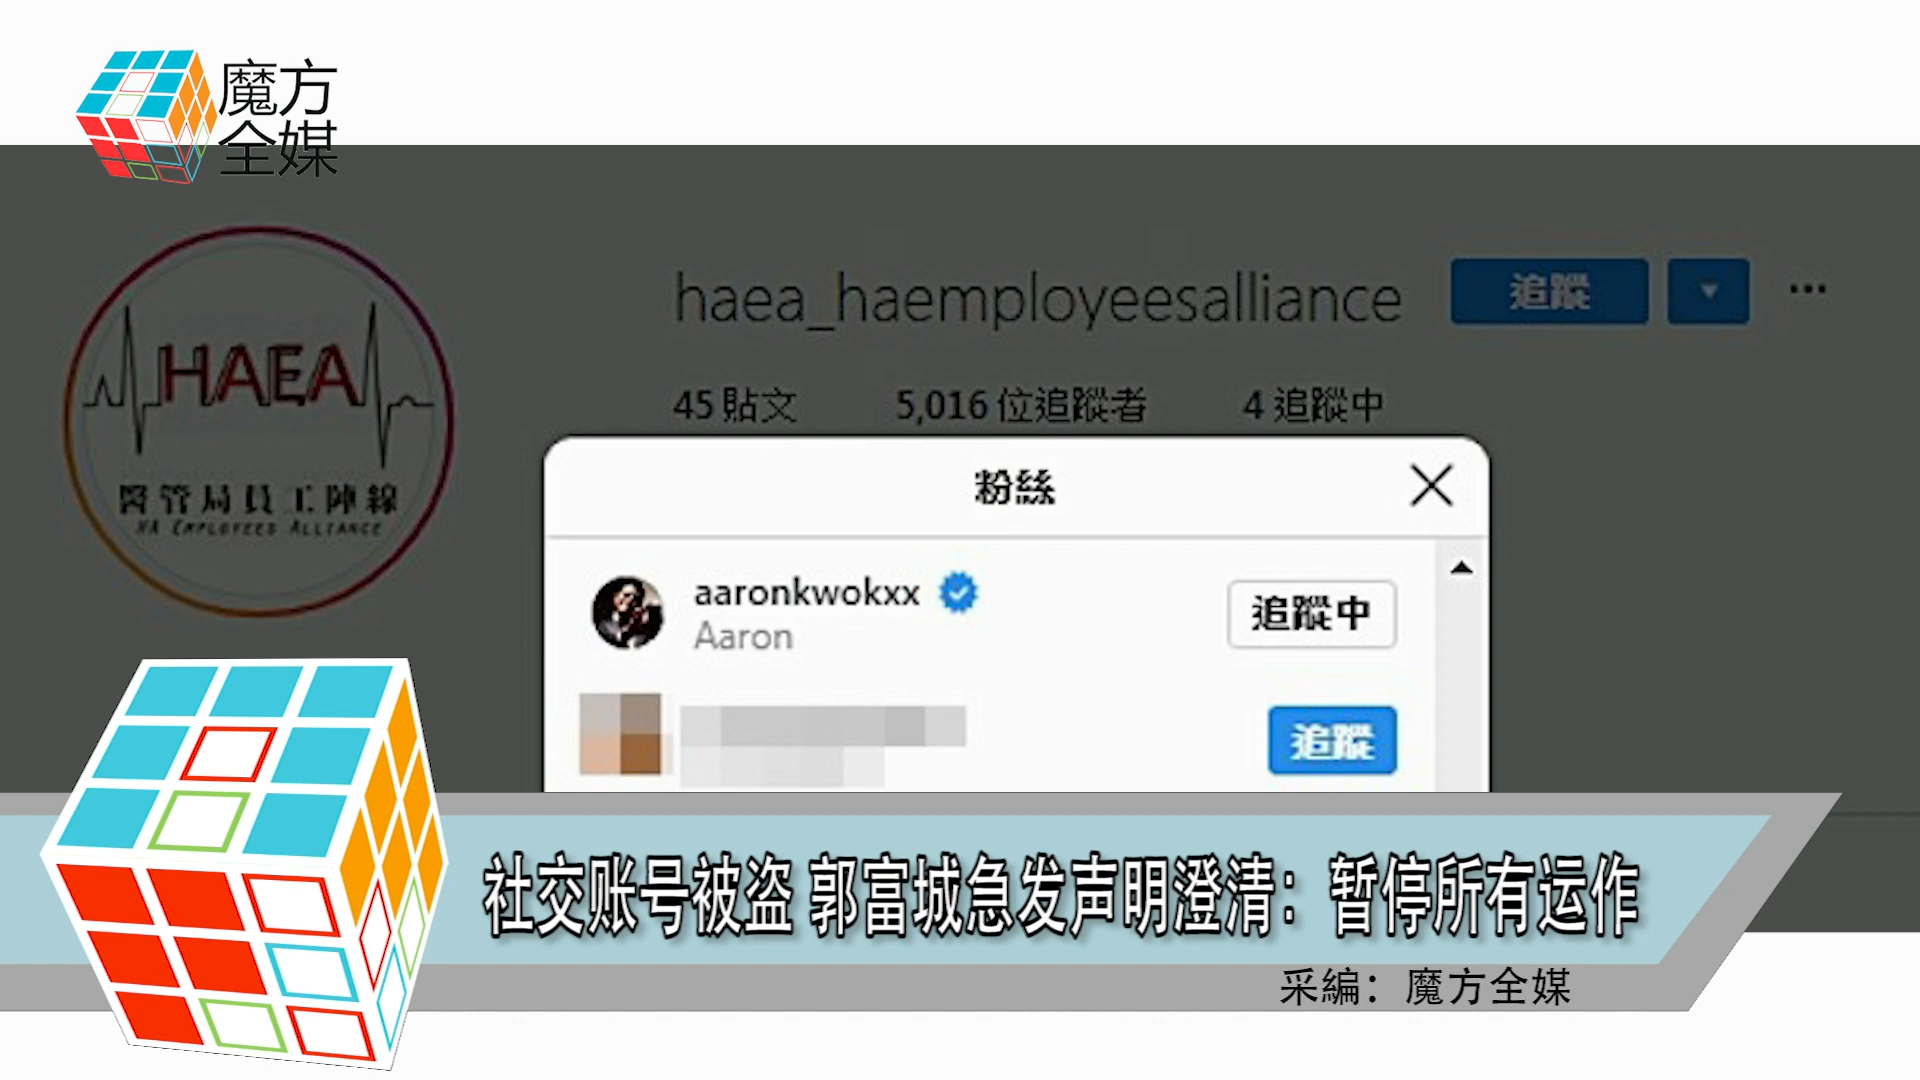 魔方
全媒
haea_haemployeesalliance
追蹤
45 貼文
5,016 位追蹤者
4 追蹤中
HAEA
醫管局員工陣線
HA EMPLOYEES ALLIANCE
粉絲
aaronkwokxx
Aaron
追蹤中
追蹤
社交账号被盗 郭富城急发声明澄清：暂停所有运作
采編：魔方全媒